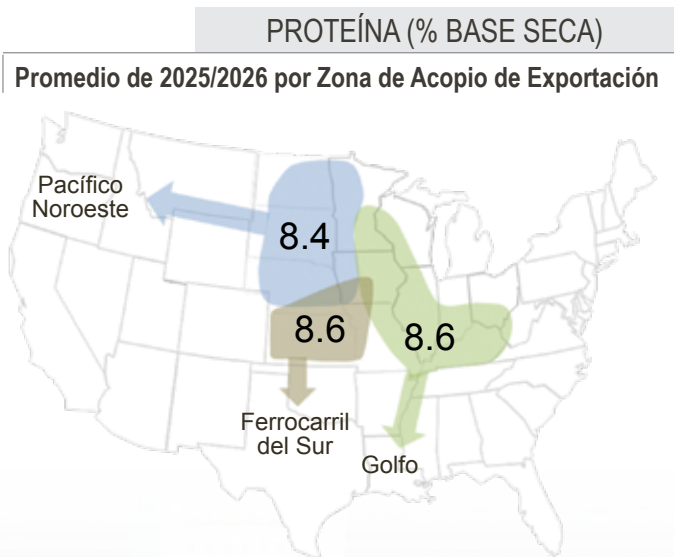 PROTEÍNA (% BASE SECA)
Promedio de 2025/2026 por Zona de Acopio de Exportación
Pacífico
Noroeste
8.4
8.6
8.6
Ferrocarril
del Sur
Golfo